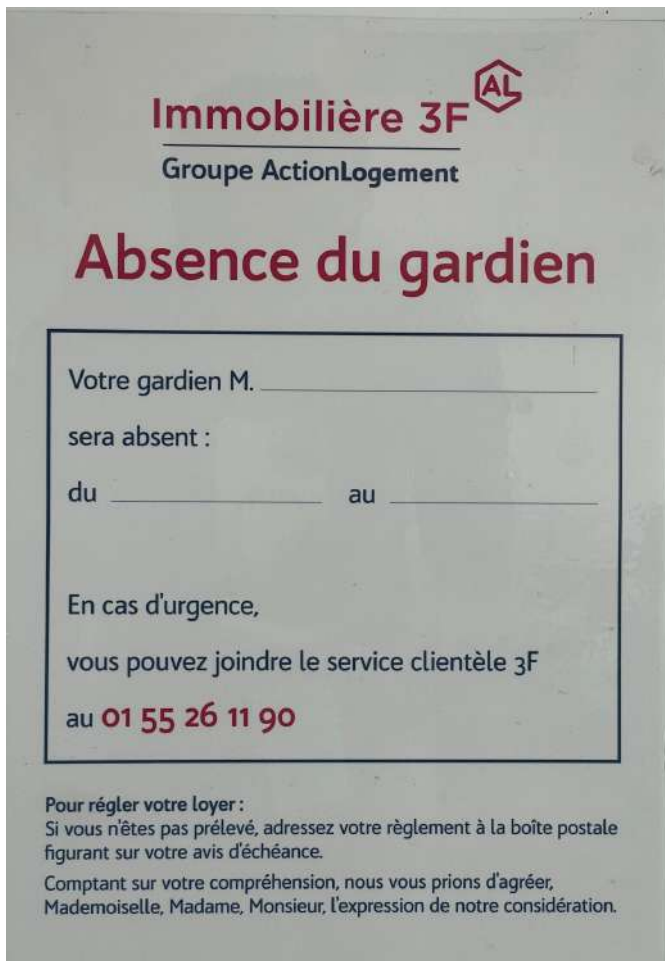 AL
Immobilière 3F
Groupe ActionLogement
Absence du gardien
Votre gardien M.
sera absent :
du au
En cas d'urgence,
vous pouvez joindre le service clientèle 3F
au 01 55 26 11 90
Pour régler votre loyer :
Si vous n'êtes pas prélevé, adressez votre règlement à la boîte postale
figurant sur votre avis d'échéance.
Comptant sur votre compréhension, nous vous prions d'agréer,
Mademoiselle, Madame, Monsieur, l'expression de notre considération.